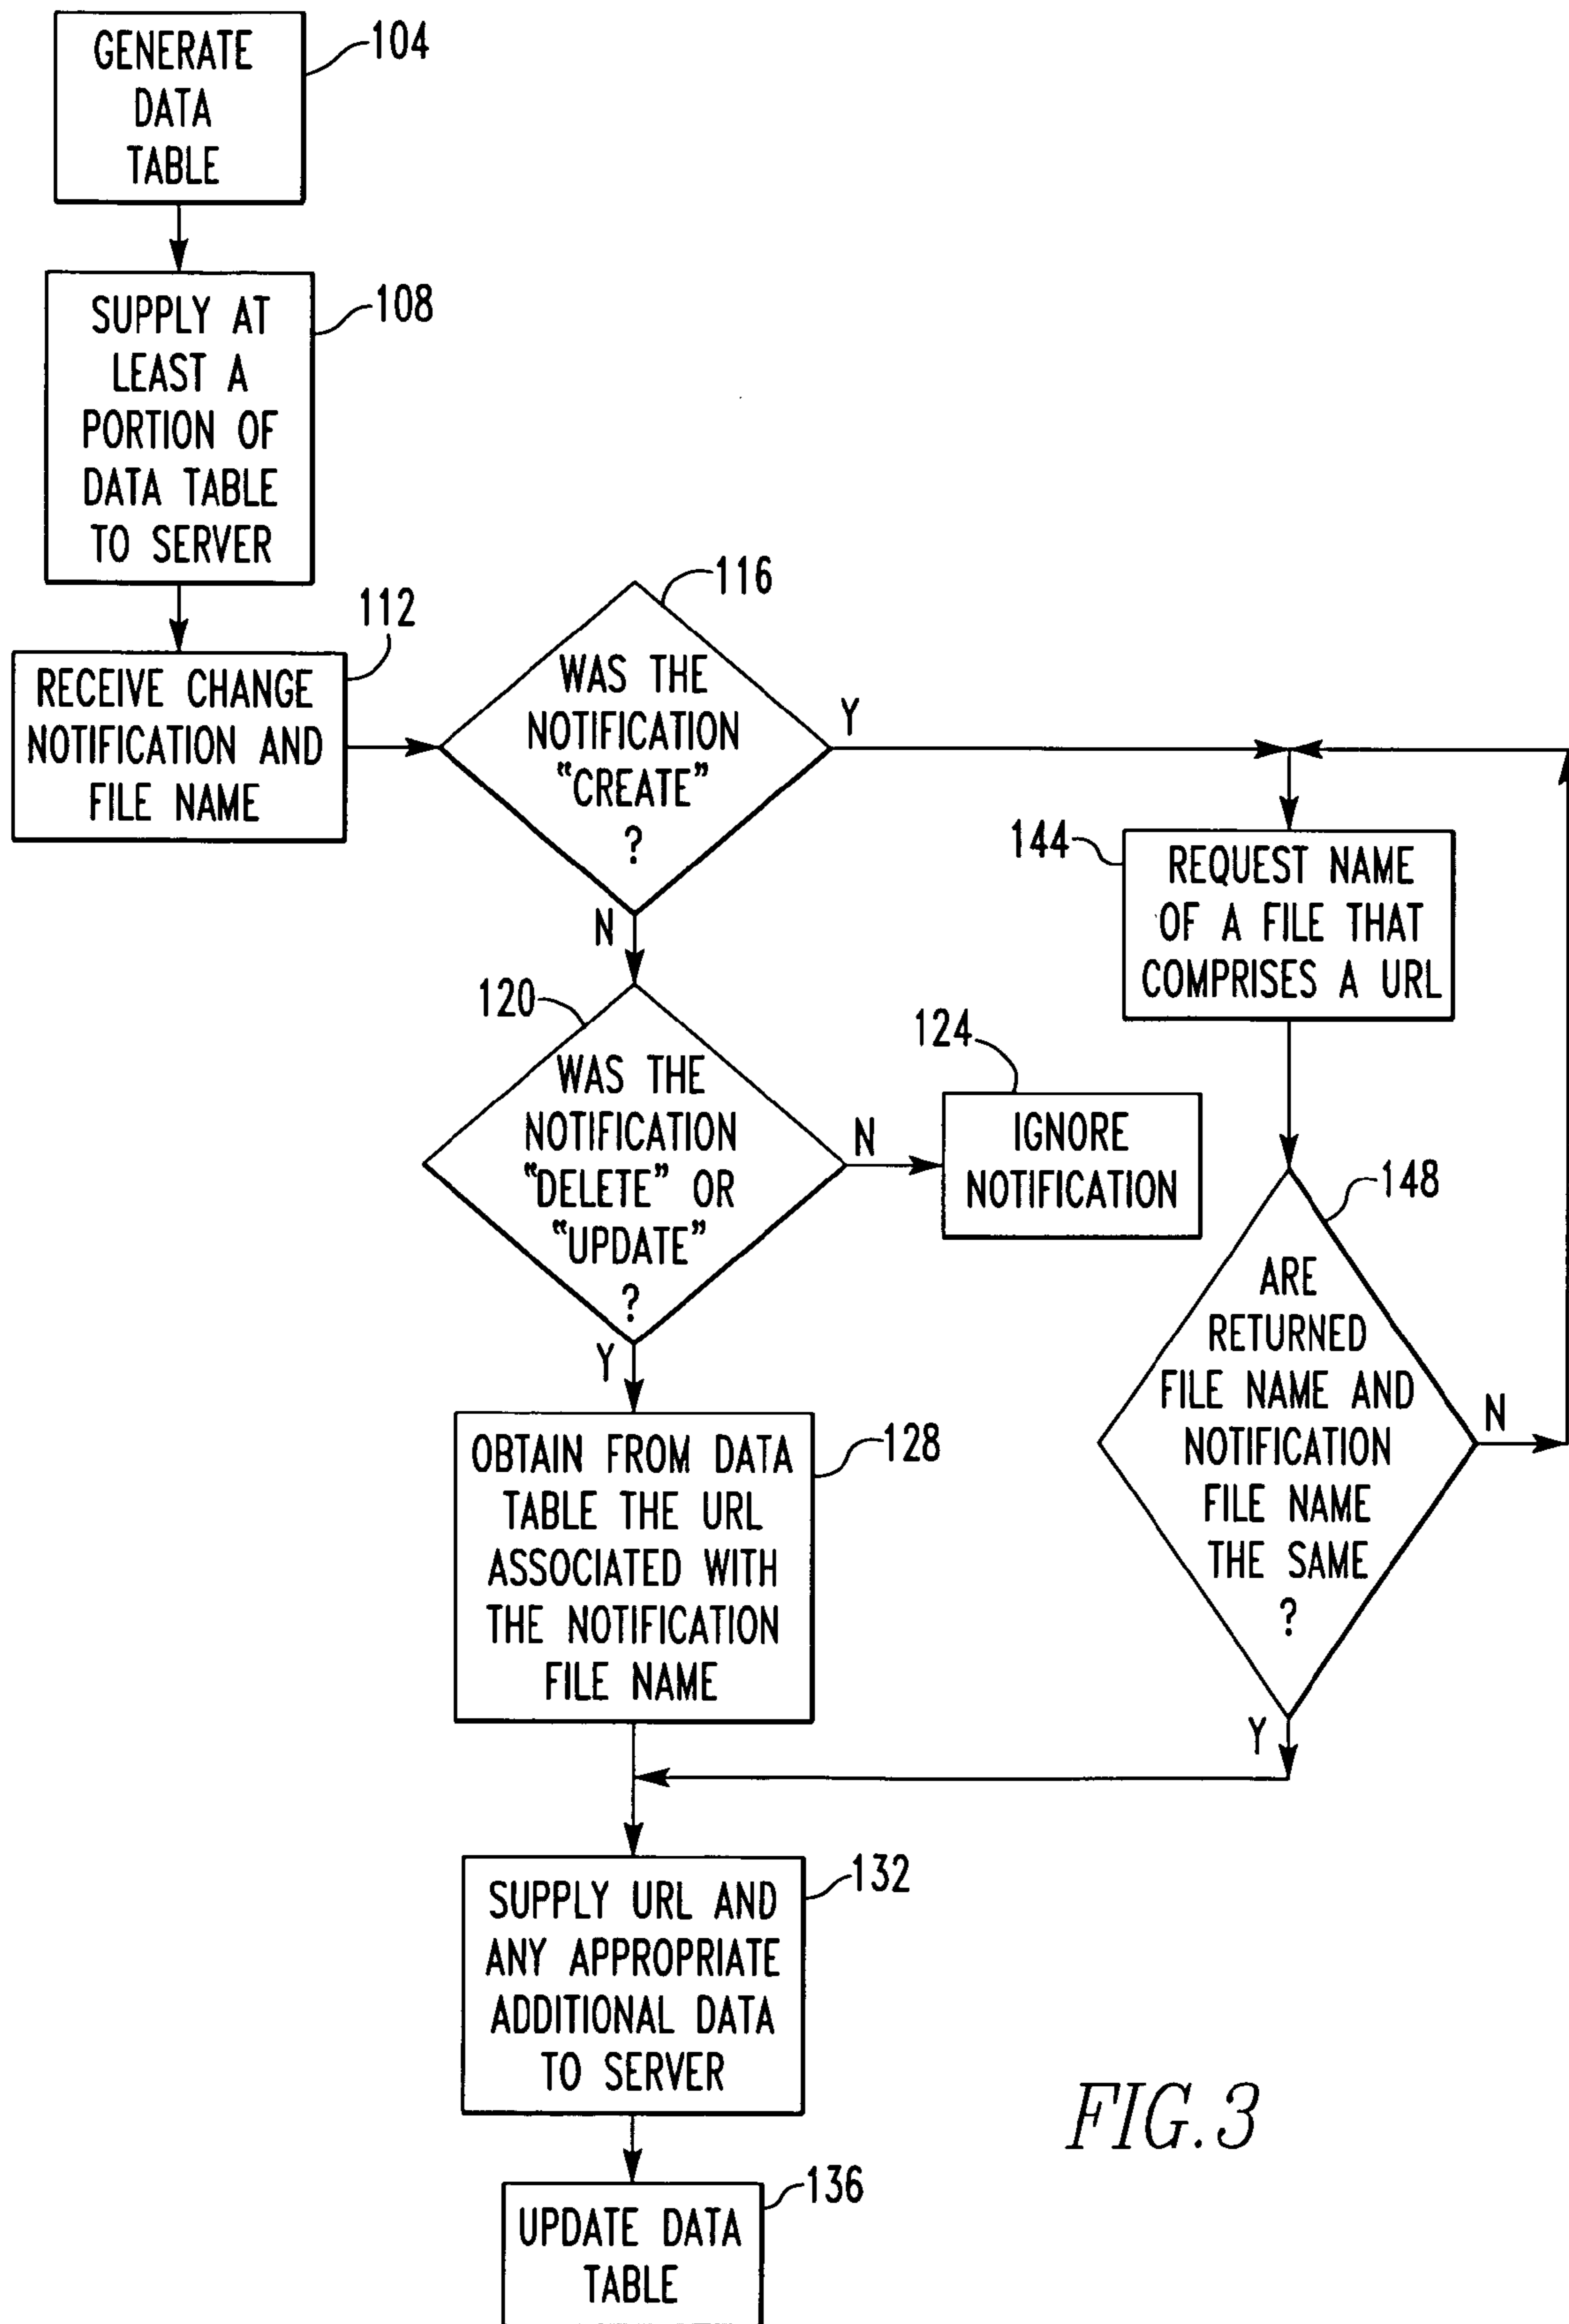 GENERATE
DATA
TABLE
104
SUPPLY AT
LEAST A
PORTION OF
DATA TABLE
TO SERVER
108
RECEIVE CHANGE
NOTIFICATION AND
FILE NAME
112
WAS THE
NOTIFICATION
“CREATE”
?
116
Y
N
144
REQUEST NAME
OF A FILE THAT
COMPRISES A URL
120
WAS THE
NOTIFICATION
“DELETE” OR
“UPDATE”
?
N
Y
124
IGNORE
NOTIFICATION
148
ARE
RETURNED
FILE NAME AND
NOTIFICATION
FILE NAME
THE SAME
?
N
Y
OBTAIN FROM DATA
TABLE THE URL
ASSOCIATED WITH
THE NOTIFICATION
FILE NAME
128
SUPPLY URL AND
ANY APPROPRIATE
ADDITIONAL DATA
TO SERVER
132
UPDATE DATA
TABLE
136
FIG.3